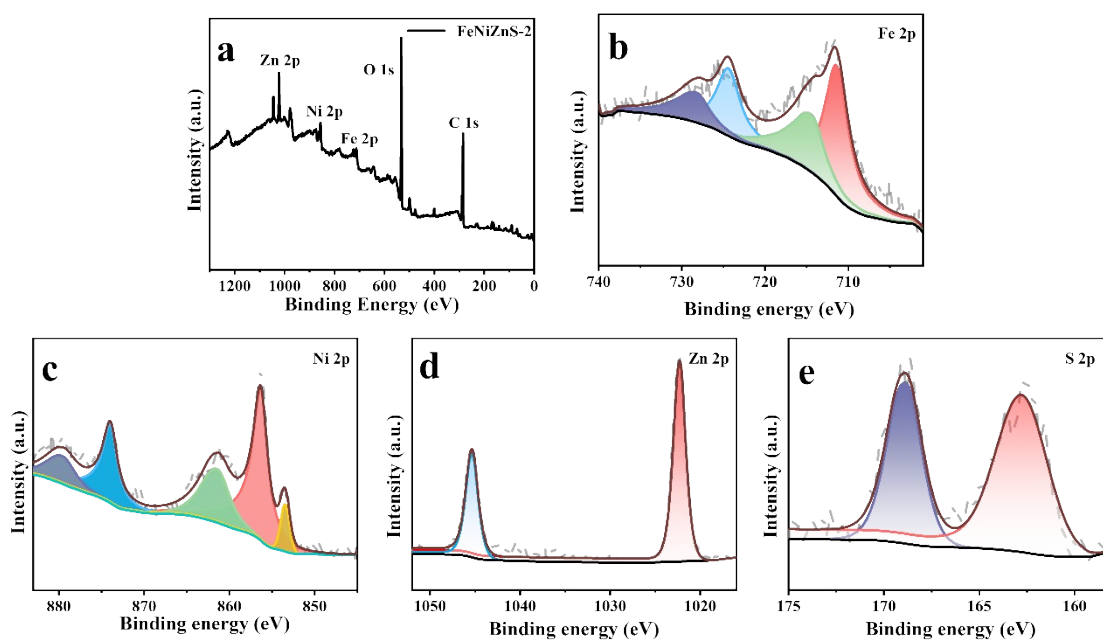 a
FeNiZnS-2
Zn 2p
Ni 2p
Fe 2p
O 1s
C 1s
Intensity (a.u.)
1200 1000 800 600 400 200 0
Binding Energy (eV)
b
Fe 2p
Intensity (a.u.)
740 730 720 710
Binding energy (eV)
c
Ni 2p
Intensity (a.u.)
880 870 860 850
Binding energy (eV)
d
Zn 2p
Intensity (a.u.)
1050 1040 1030 1020
Binding energy (eV)
e
S 2p
Intensity (a.u.)
175 170 165 160
Binding energy (eV)